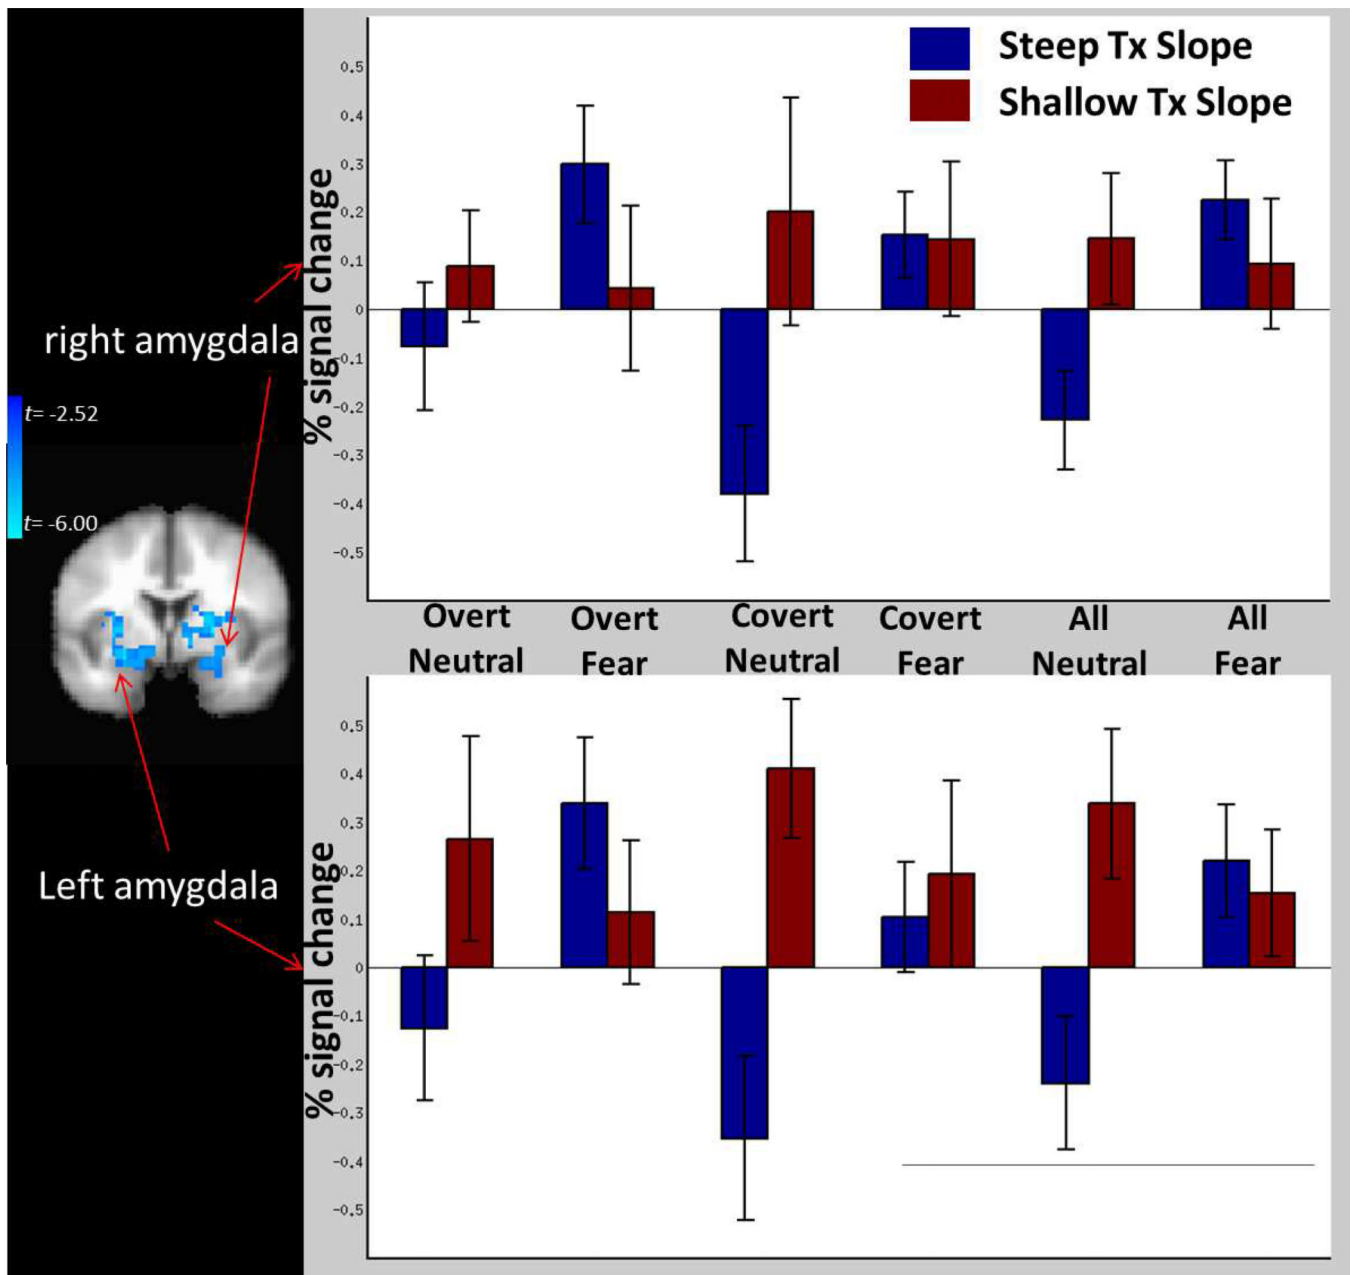 Steep Tx Slope
Shallow Tx Slope
0.5
0.4
0.3
0.2
0.1
0
-0.1
-0.2
-0.3
-0.4
-0.5
% signal change
right amygdala
t= -2.52
t= -6.00
Overt Neutral
Overt Fear
Covert Neutral
Covert Fear
All Neutral
All Fear
0.5
0.4
0.3
0.2
0.1
0
-0.1
-0.2
-0.3
-0.4
-0.5
% signal change
Left amygdala